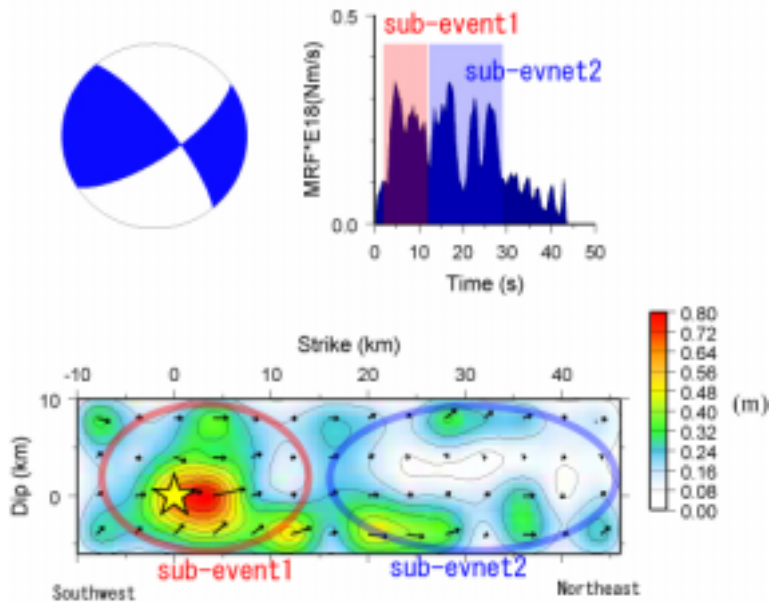 sub-event1
sub-evnet2
0.5
MRF*E18(Nm/s)
0.0
0 10 20 30 40 50
Time (s)
Strike (km)
-10 0 10 20 30 40
10
0
Dip (km)
0.80
0.72
0.64
0.56
0.48
0.40
0.32
0.24
0.16
0.08
0.00
(m)
sub-event1
sub-evnet2
Southwest
Northeast